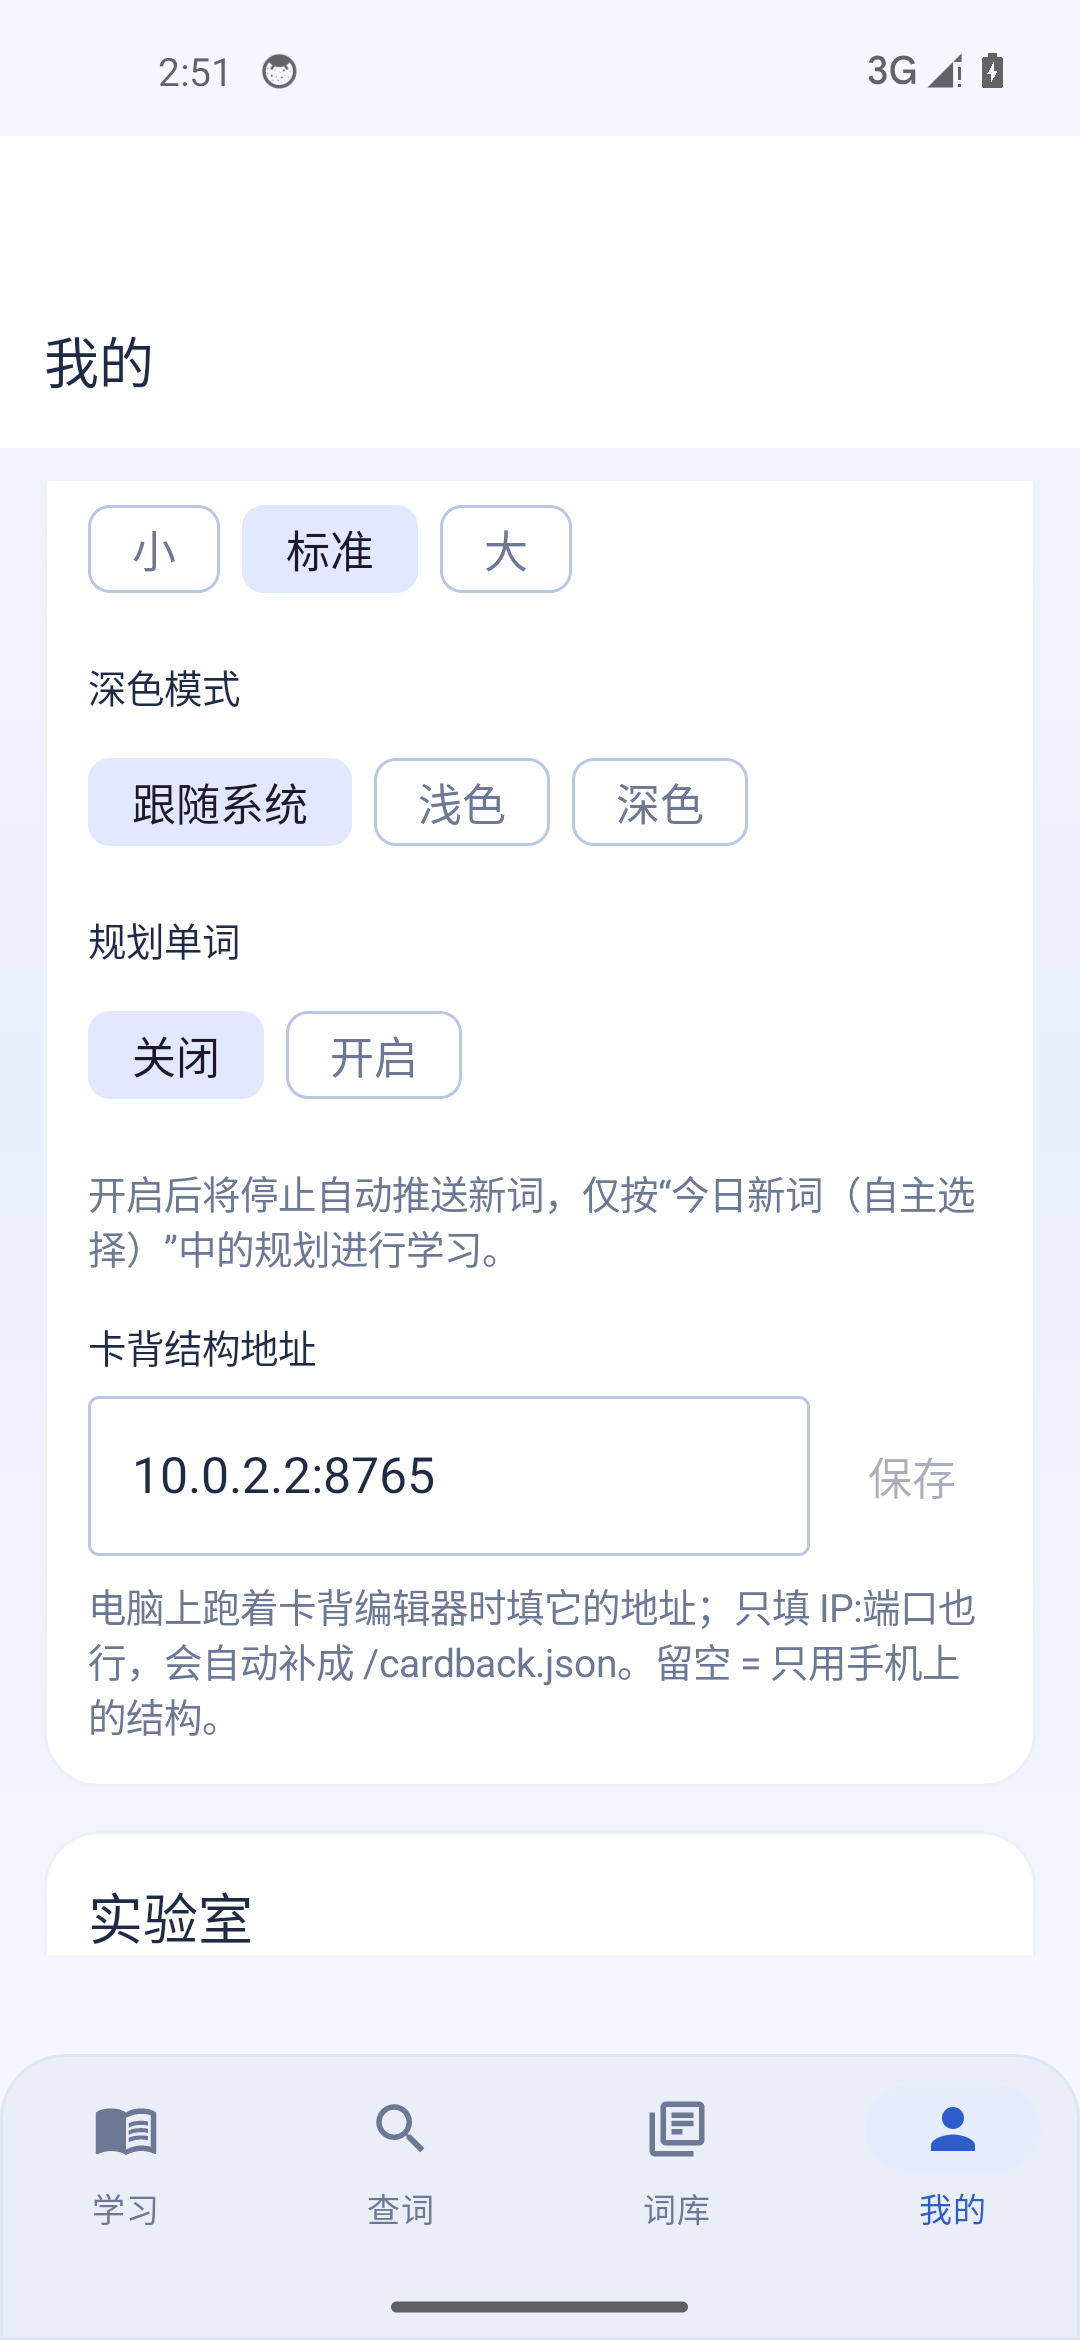 2:51
3G
我的
小 标准 大
深色模式
跟随系统 浅色 深色
规划单词
关闭 开启
开启后将停止自动推送新词，仅按“今日新词（自主选
择）”中的规划进行学习。
卡背结构地址
10.0.2.2:8765
保存
电脑上跑着卡背编辑器时填它的地址；只填 IP:端口也
行，会自动补成 /cardback.json。留空 = 只用手机上
的结构。
实验室
学习 查词 词库 我的